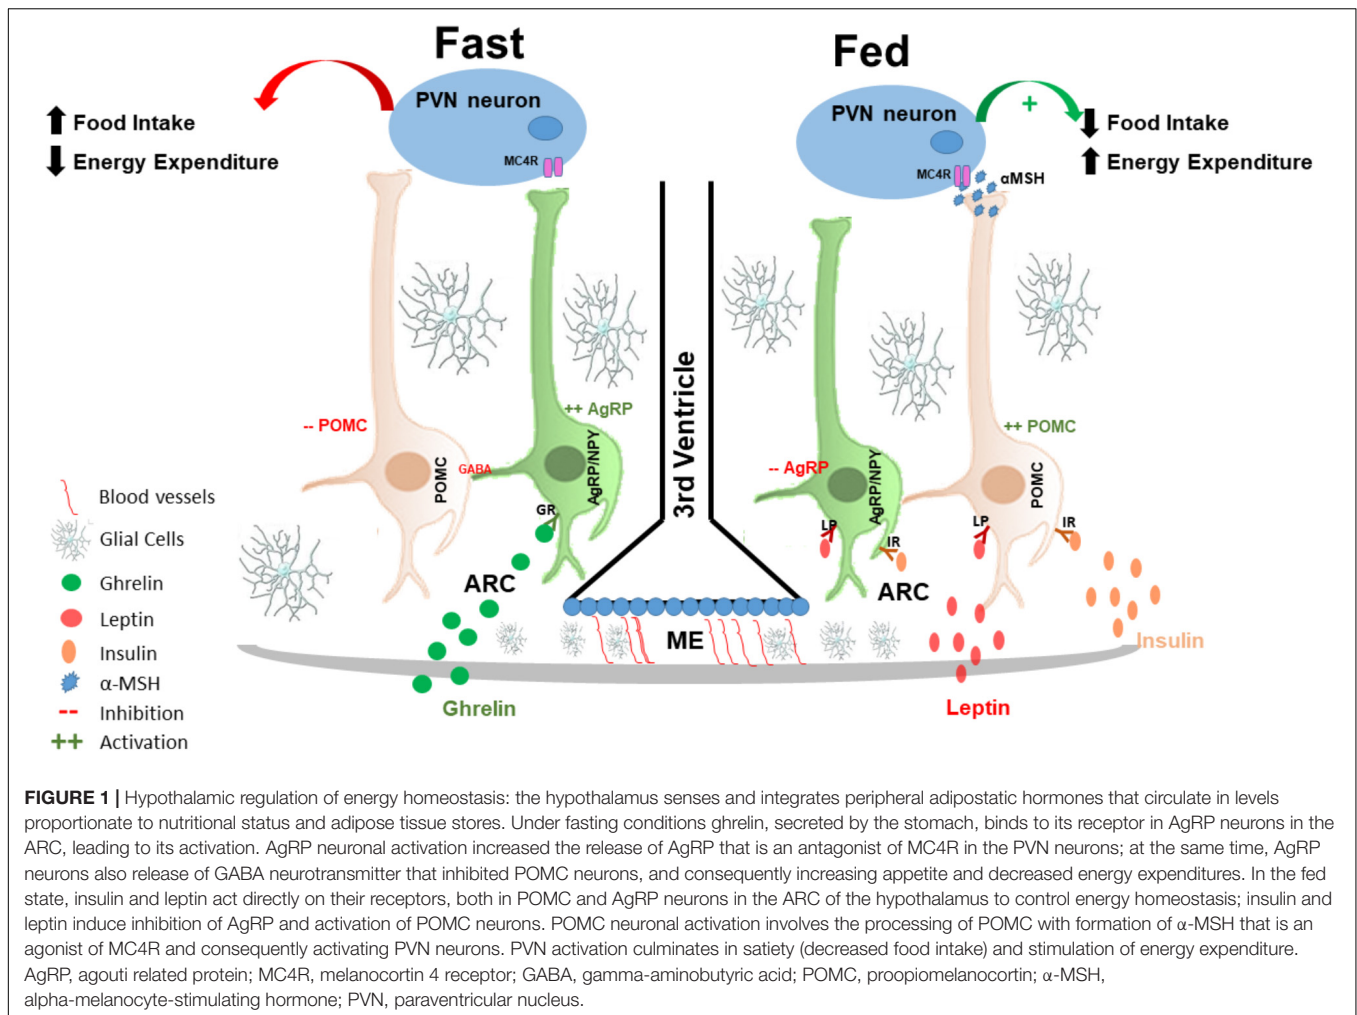 Fast
Fed
PVN neuron
MC4R
Food Intake
Energy Expenditure
PVN neuron
MC4R
αMSH
+
Food Intake
Energy Expenditure
-- POMC
POMC
GABA
++ AgRP
AgRP/NPY
GR
ARC
3rd Ventricle
-- AgRP
AgRP/NPY
LP
IR
++ POMC
POMC
LP
IR
ARC
ME
Ghrelin
Leptin
Insulin
Blood vessels
Glial Cells
Ghrelin
Leptin
Insulin
α-MSH
-- Inhibition
++ Activation
FIGURE 1 | Hypothalamic regulation of energy homeostasis: the hypothalamus senses and integrates peripheral adipostatic hormones that circulate in levels
proportionate to nutritional status and adipose tissue stores. Under fasting conditions ghrelin, secreted by the stomach, binds to its receptor in AgRP neurons in the
ARC, leading to its activation. AgRP neuronal activation increased the release of AgRP that is an antagonist of MC4R in the PVN neurons; at the same time, AgRP
neurons also release of GABA neurotransmitter that inhibited POMC neurons, and consequently increasing appetite and decreased energy expenditures. In the fed
state, insulin and leptin act directly on their receptors, both in POMC and AgRP neurons in the ARC of the hypothalamus to control energy homeostasis; insulin and
leptin induce inhibition of AgRP and activation of POMC neurons. POMC neuronal activation involves the processing of POMC with formation of α-MSH that is an
agonist of MC4R and consequently activating PVN neurons. PVN activation culminates in satiety (decreased food intake) and stimulation of energy expenditure.
AgRP, agouti related protein; MC4R, melanocortin 4 receptor; GABA, gamma-aminobutyric acid; POMC, proopiomelanocortin; α-MSH,
alpha-melanocyte-stimulating hormone; PVN, paraventricular nucleus.